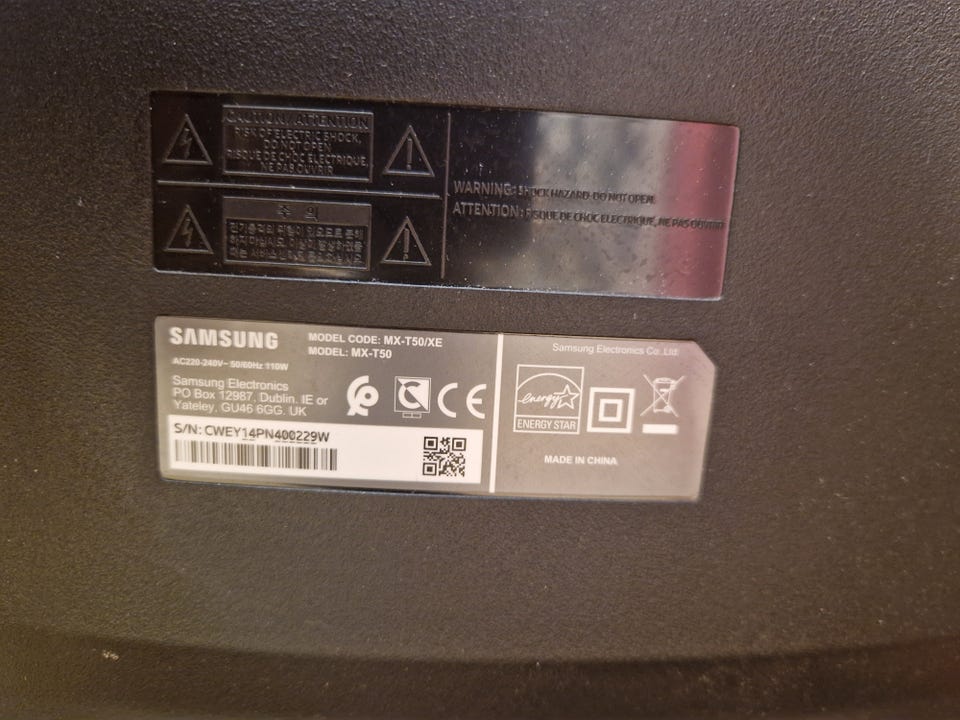 CAUTION / ATTENTION
RISK OF ELECTRIC SHOCK,
DO NOT OPEN
RISQUE DE CHOC ELECTRIQUE,
NE PAS OUVRIR
주 의
WARNING: SHOCK HAZARD-DO NOT OPEN.
ATTENTION: RISQUE DE CHOC ELECTRIQUE, NE PAS OUVRIR
SAMSUNG
MODEL CODE: MX-T50/XE
MODEL: MX-T50
AC220-240V~ 50/60Hz 110W
Samsung Electronics
PO Box 12987, Dublin. IE or
Yateley, GU46 6GG. UK
S/N: CWEY14PN400229W
CE
Samsung Electronics Co.,Ltd.
energy
ENERGY STAR
MADE IN CHINA